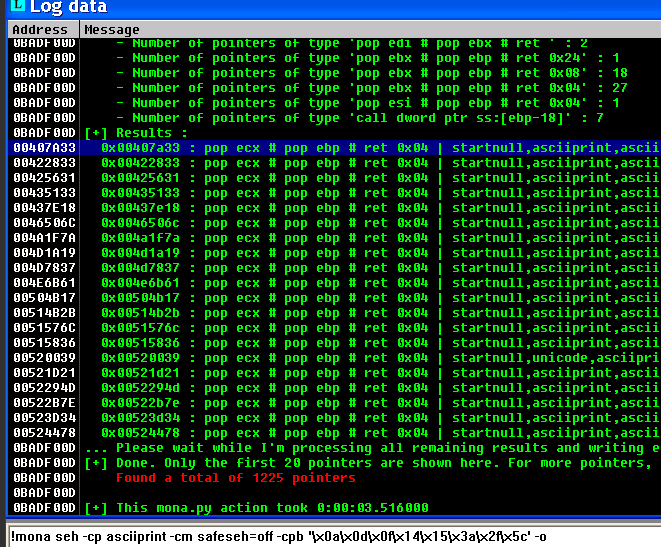 Log data
Address Message
0BADF00D - Number of pointers of type 'pop edi # pop ebx # ret ' : 2
0BADF00D - Number of pointers of type 'pop ebx # pop ebp # ret 0x24' : 1
0BADF00D - Number of pointers of type 'pop ebx # pop ebp # ret 0x08' : 18
0BADF00D - Number of pointers of type 'pop ebx # pop ebp # ret 0x04' : 27
0BADF00D - Number of pointers of type 'pop esi # pop ebp # ret 0x04' : 1
0BADF00D - Number of pointers of type 'call dword ptr ss:[ebp-18]' : 7
0BADF00D [+] Results :
00407A33 0x00407a33 : pop ecx # pop ebp # ret 0x04 | startnull,asciiprint,ascii
00422833 0x00422833 : pop ecx # pop ebp # ret 0x04 | startnull,asciiprint,ascii
00425631 0x00425631 : pop ecx # pop ebp # ret 0x04 | startnull,asciiprint,ascii
00435133 0x00435133 : pop ecx # pop ebp # ret 0x04 | startnull,asciiprint,ascii
00437E18 0x00437e18 : pop ecx # pop ebp # ret 0x04 | startnull,asciiprint,ascii
0046506C 0x0046506c : pop ecx # pop ebp # ret 0x04 | startnull,asciiprint,ascii
004A1F7A 0x004a1f7a : pop ecx # pop ebp # ret 0x04 | startnull,asciiprint,ascii
004D1A19 0x004d1a19 : pop ecx # pop ebp # ret 0x04 | startnull,asciiprint,ascii
004D7837 0x004d7837 : pop ecx # pop ebp # ret 0x04 | startnull,asciiprint,ascii
004E6B61 0x004e6b61 : pop ecx # pop ebp # ret 0x04 | startnull,asciiprint,ascii
00504B17 0x00504b17 : pop ecx # pop ebp # ret 0x04 | startnull,asciiprint,ascii
00514B2B 0x00514b2b : pop ecx # pop ebp # ret 0x04 | startnull,asciiprint,ascii
0051576C 0x0051576c : pop ecx # pop ebp # ret 0x04 | startnull,asciiprint,ascii
00515836 0x00515836 : pop ecx # pop ebp # ret 0x04 | startnull,asciiprint,ascii
00520039 0x00520039 : pop ecx # pop ebp # ret 0x04 | startnull,unicode,asciipri
00521D21 0x00521d21 : pop ecx # pop ebp # ret 0x04 | startnull,asciiprint,ascii
0052294D 0x0052294d : pop ecx # pop ebp # ret 0x04 | startnull,asciiprint,ascii
00522B7E 0x00522b7e : pop ecx # pop ebp # ret 0x04 | startnull,asciiprint,ascii
00523D34 0x00523d34 : pop ecx # pop ebp # ret 0x04 | startnull,asciiprint,ascii
00524478 0x00524478 : pop ecx # pop ebp # ret 0x04 | startnull,asciiprint,ascii
0BADF00D ... Please wait while I'm processing all remaining results and writing e
0BADF00D [+] Done. Only the first 20 pointers are shown here. For more pointers,
0BADF00D Found a total of 1225 pointers
0BADF00D
0BADF00D [+] This mona.py action took 0:00:03.516000
!mona seh -cp asciiprint -cm safeseh=off -cpb '\x0a\x0d\x0f\x14\x15\x3a\x2f\x5c' -o